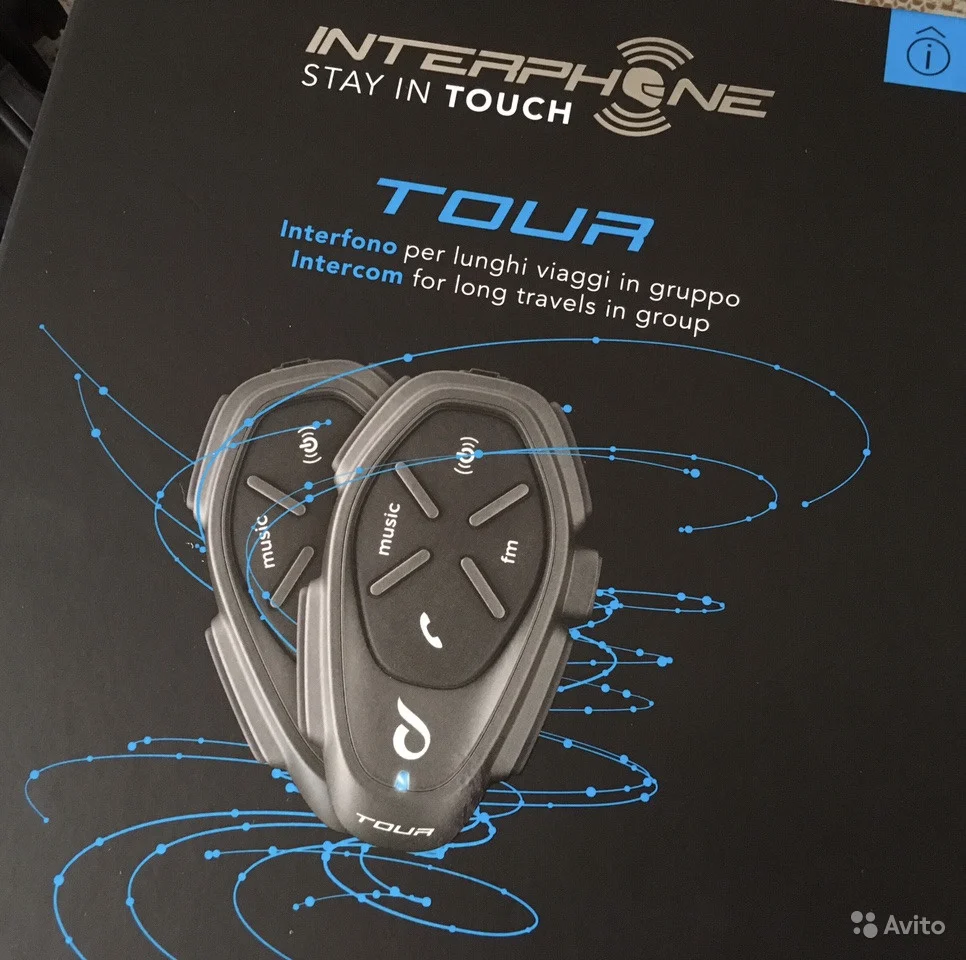 INTERPHONE
STAY IN TOUCH
TOUR
Interfono per lunghi viaggi in gruppo
Intercom for long travels in group
music
music
fm
TOUR
Avito